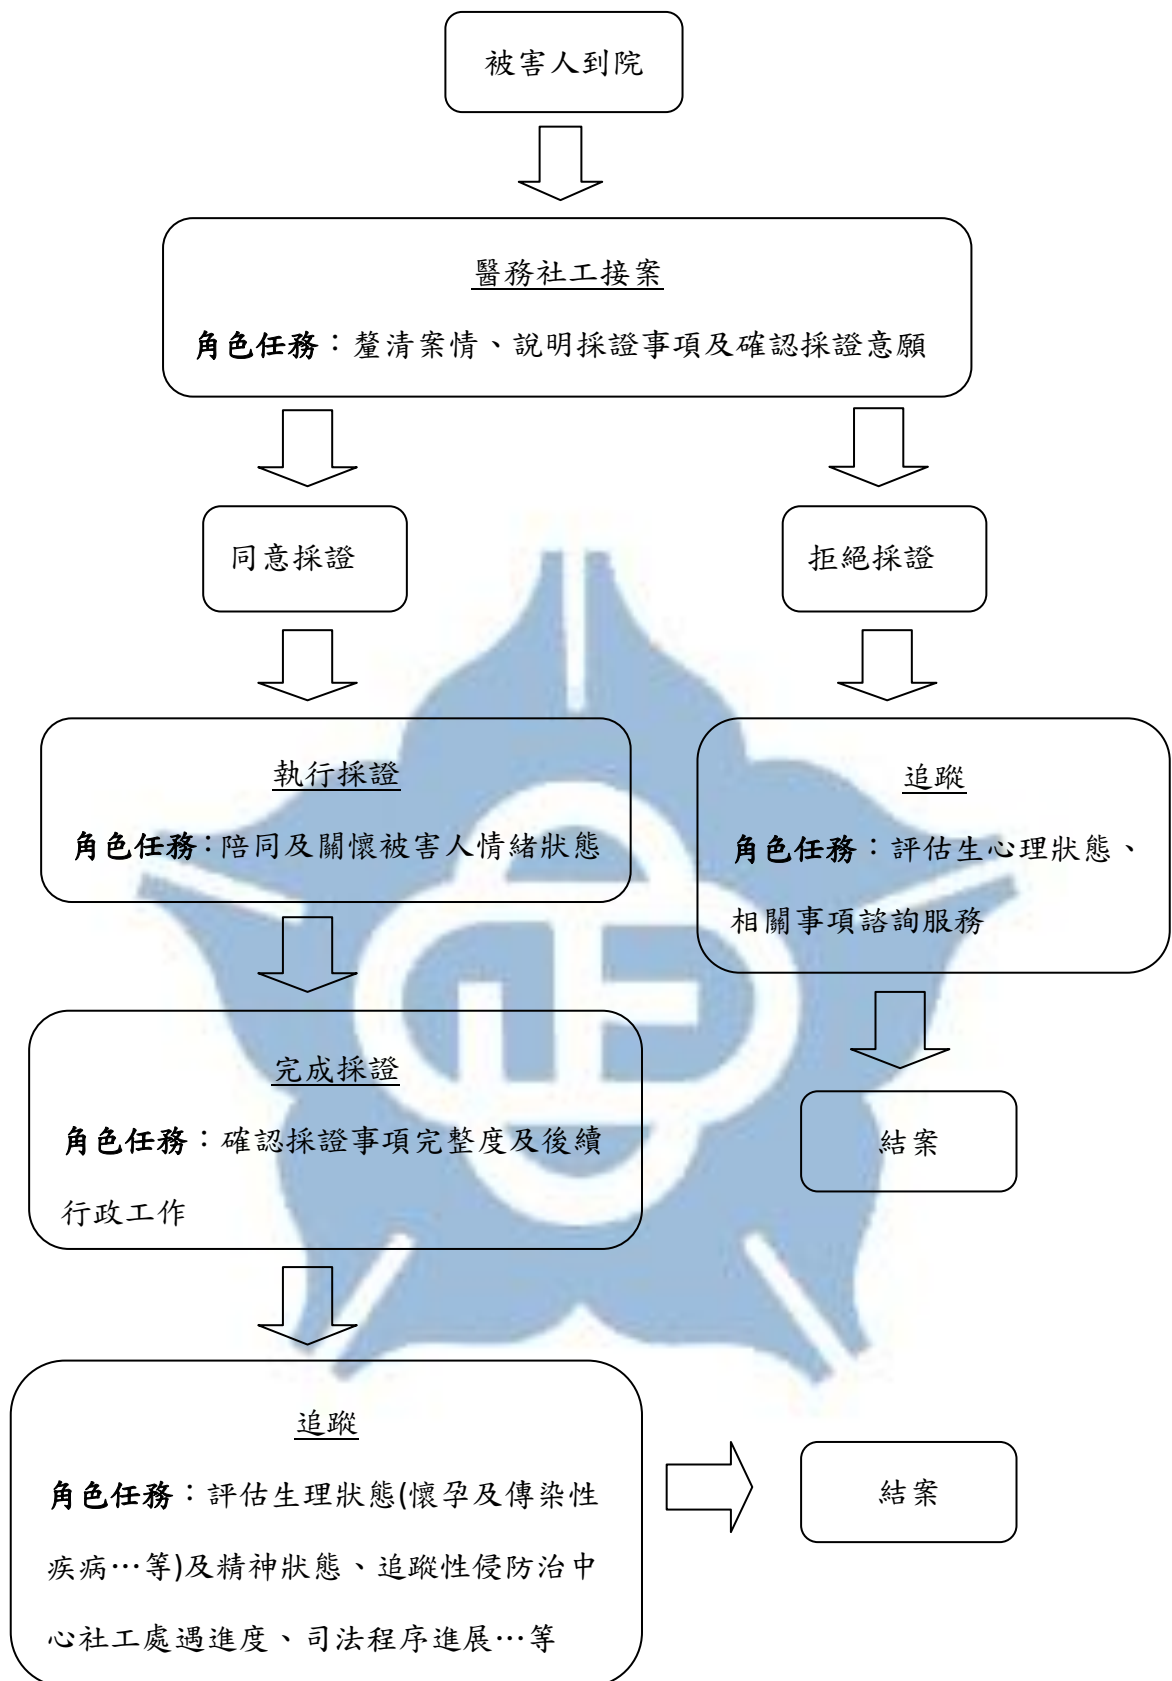 被害人到院
醫務社工接案
角色任務：釐清案情、說明採證事項及確認採證意願
同意採證
拒絕採證
執行採證
角色任務：陪同及關懷被害人情緒狀態
追蹤
角色任務：評估生心理狀態、
相關事項諮詢服務
完成採證
角色任務：確認採證事項完整度及後續
行政工作
結案
追蹤
角色任務：評估生理狀態(懷孕及傳染性
疾病…等)及精神狀態、追蹤性侵防治中
心社工處遇進度、司法程序進展…等
結案